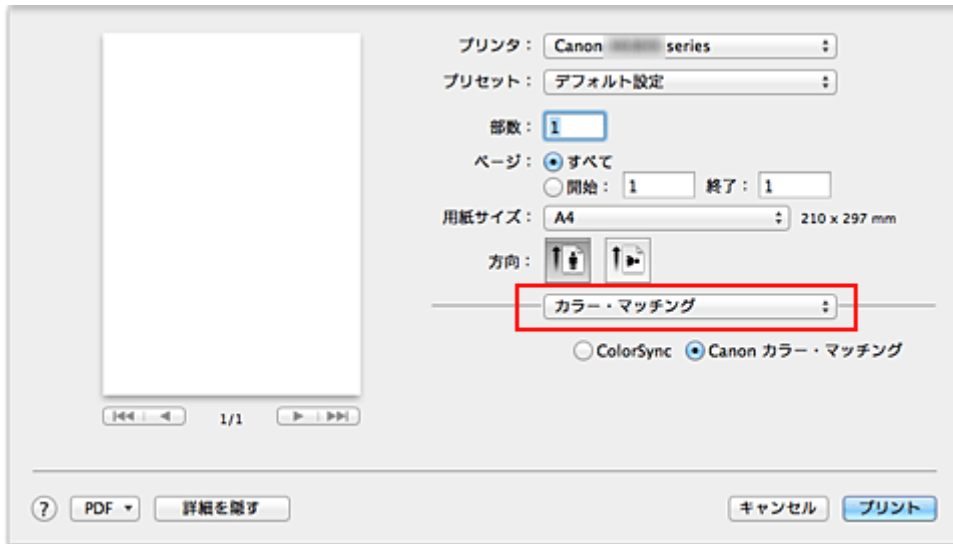 プリンタ： Canon series
プリセット： デフォルト設定
部数： 1
ページ： すべて
開始： 1 終了： 1
用紙サイズ： A4 210 x 297 mm
方向：
カラー・マッチング
ColorSync Canon カラー・マッチング
1/1
? PDF 詳細を隠す キャンセル プリント